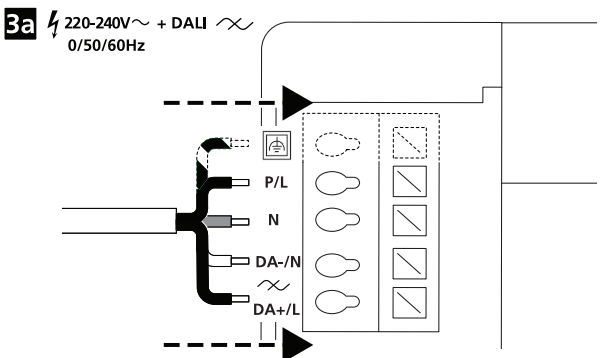 3a 220-240V~ + DALI
0/50/60Hz
P/L
N
DA-/N
DA+/L